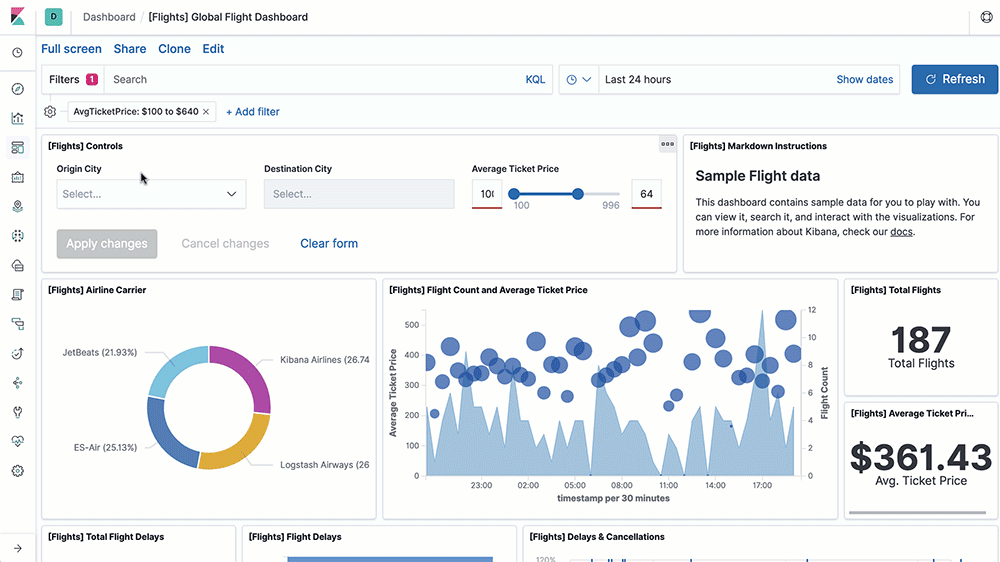 D Dashboard / [Flights] Global Flight Dashboard
Full screen Share Clone Edit
Filters 1 Search KQL Last 24 hours Show dates Refresh
AvgTicketPrice: $100 to $640 × + Add filter
[Flights] Controls
Origin City Destination City Average Ticket Price
Select... Select... 100 64
100 996
Apply changes Cancel changes Clear form
[Flights] Markdown Instructions
Sample Flight data
This dashboard contains sample data for you to play with. You
can view it, search it, and interact with the visualizations. For
more information about Kibana, check our docs.
[Flights] Airline Carrier
JetBeats (21.93%)
Kibana Airlines (26.74
ES-Air (25.13%)
Logstash Airways (26
[Flights] Flight Count and Average Ticket Price
Average Ticket Price
500
400
300
200
100
0
12
10
8
6
4
2
0
Flight Count
23:00 02:00 05:00 08:00 11:00 14:00 17:00
timestamp per 30 minutes
[Flights] Total Flights
187
Total Flights
[Flights] Average Ticket Pri...
$361.43
Avg. Ticket Price
[Flights] Total Flight Delays
[Flights] Flight Delays
[Flights] Delays & Cancellations
120%